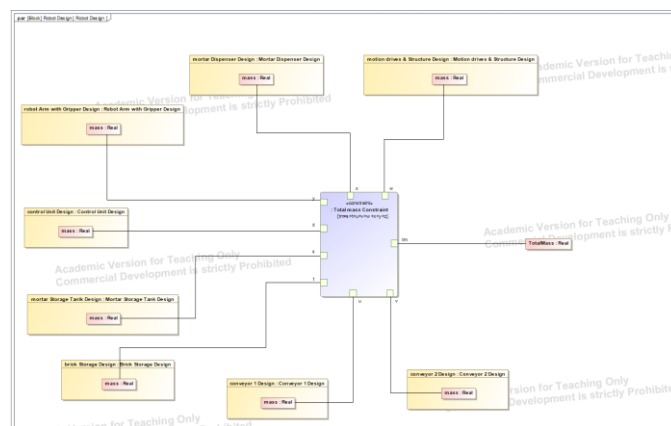 par [Block] Robot Design[ Robot Design ]
mortar Dispenser Design : Mortar Dispenser Design
mass : Real
motion drives & Structure Design : Motion drives & Structure Design
mass : Real
robot Arm with Gripper Design : Robot Arm with Gripper Design
mass : Real
«constraint»
: Total mass Constraint
control Unit Design : Control Unit Design
mass : Real
TotalMass : Real
mortar Storage Tank Design : Mortar Storage Tank Design
mass : Real
brick Storage Design : Brick Storage Design
mass : Real
conveyor 1 Design : Conveyor 1 Design
mass : Real
conveyor 2 Design : Conveyor 2 Design
mass : Real
Academic Version for Teaching Only
Commercial Development is strictly Prohibited